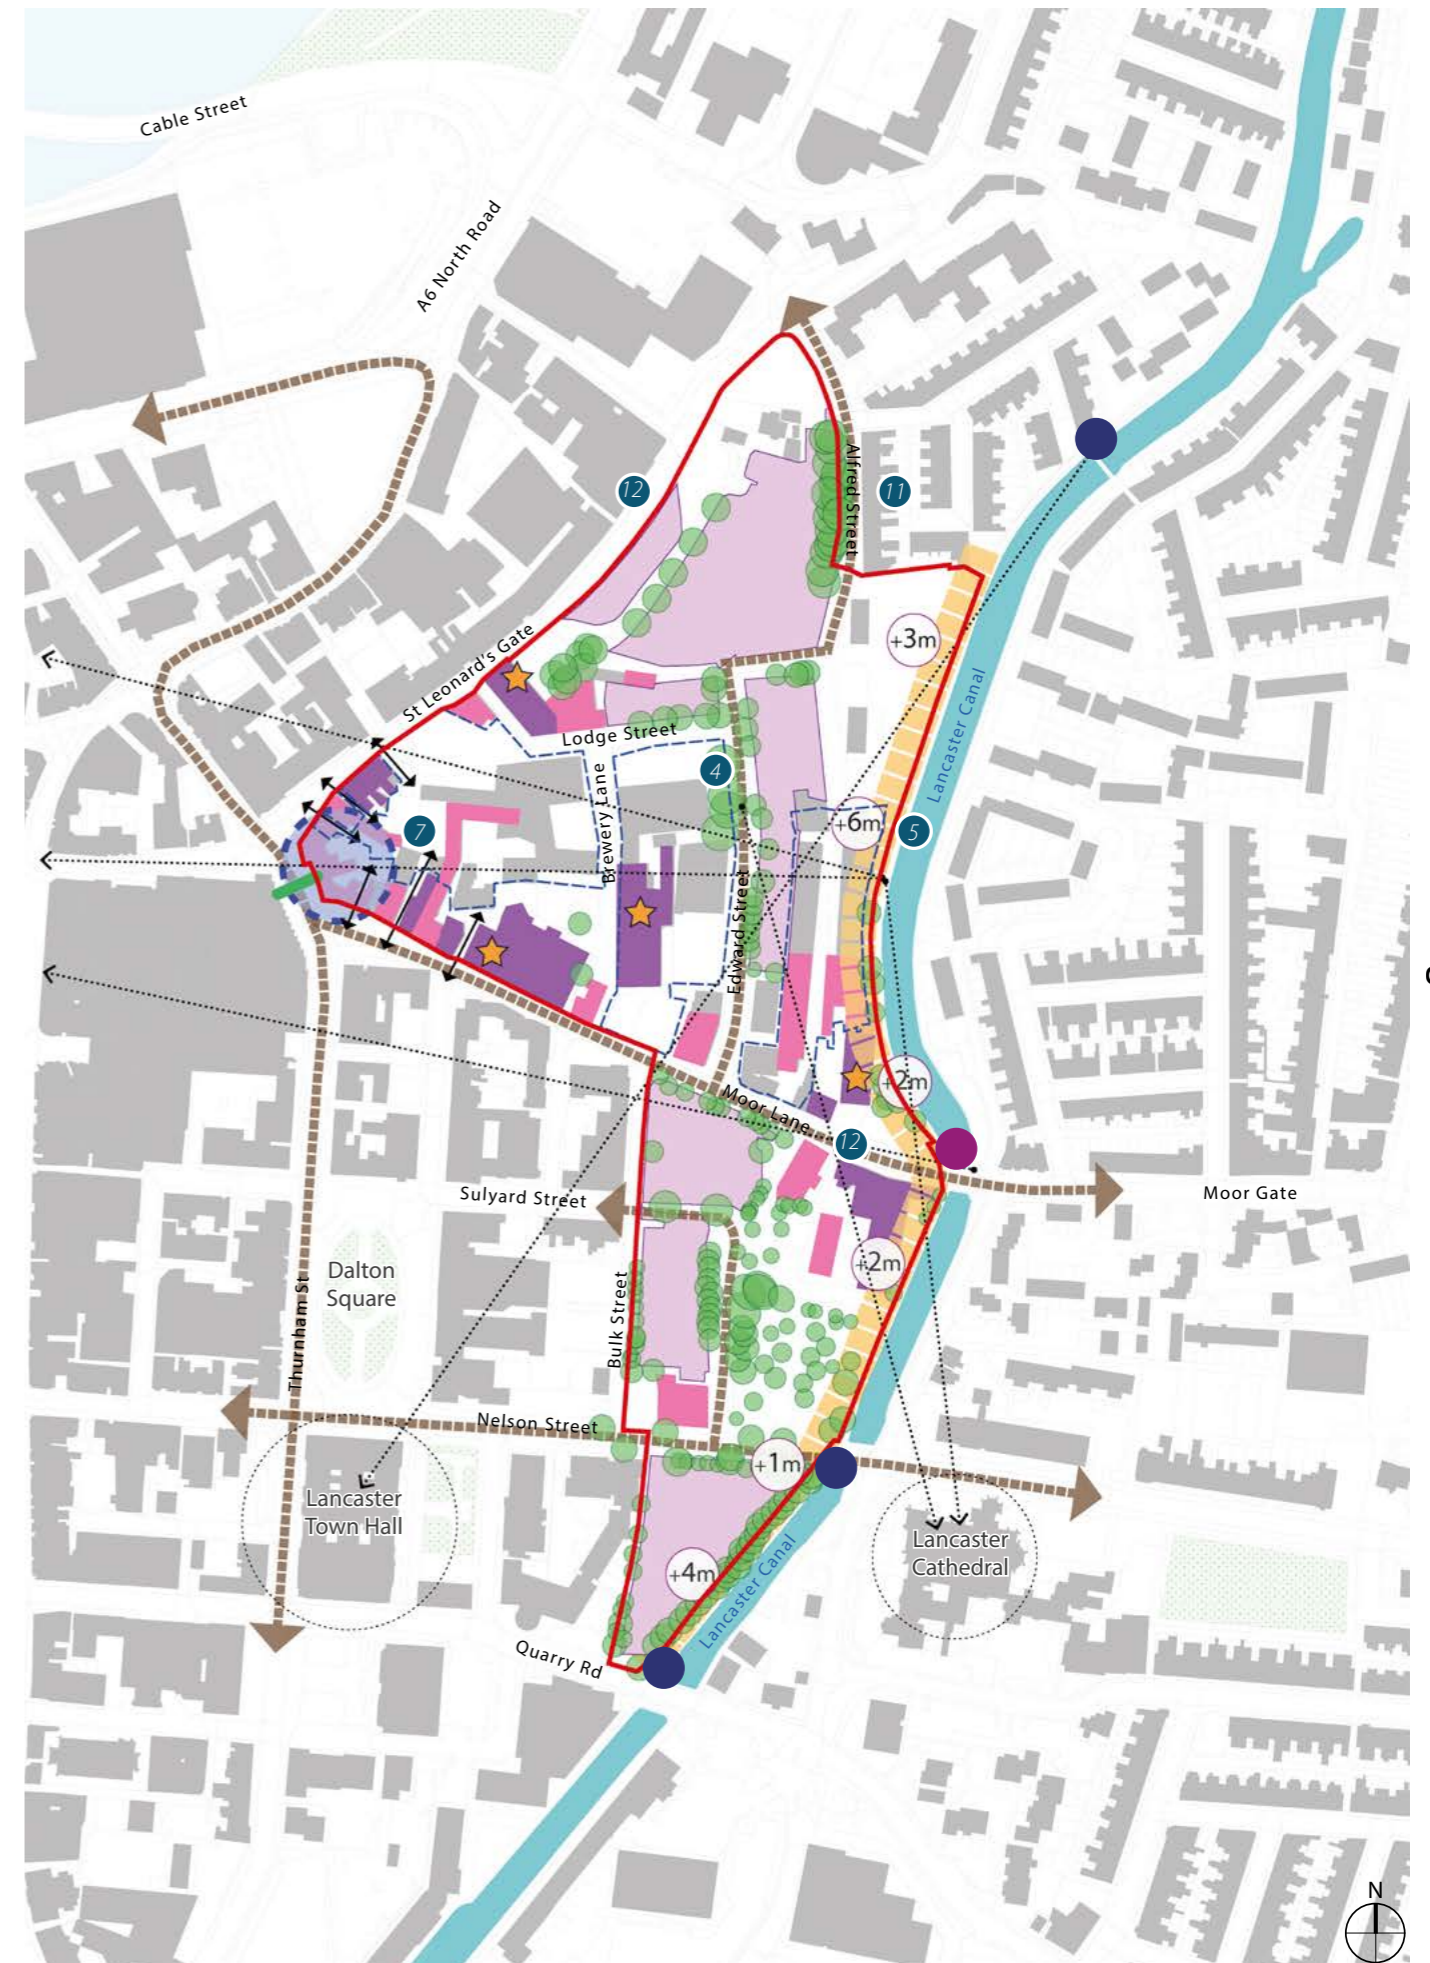 Cable Street
A6 North Road
12
Alfred Street
11
+3m
St Leonard's Gate
Lodge Street
Lancaster Canal
4
Brewery Lane
7
+6m
5
Edward Street
+2m
Moor Lane
12
Sulyard Street
Moor Gate
Dalton
Square
+2m
Thurnham St
Bulk Street
Nelson Street
+1m
Lancaster
Town Hall
Lancaster
Cathedral
+4m
Lancaster Canal
Quarry Rd
N